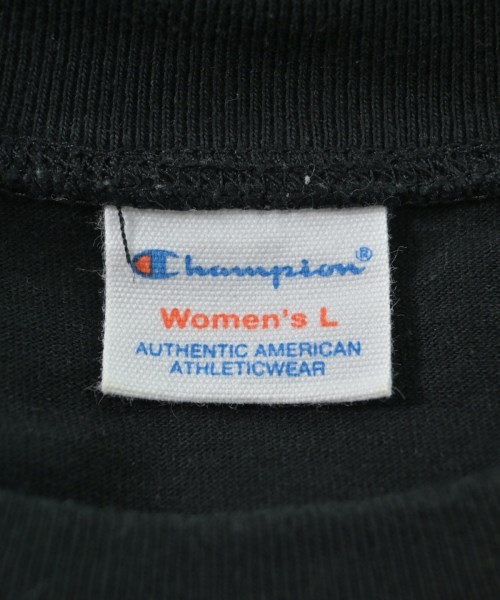 Champion®
Women's L
AUTHENTIC AMERICAN
ATHLETICWEAR